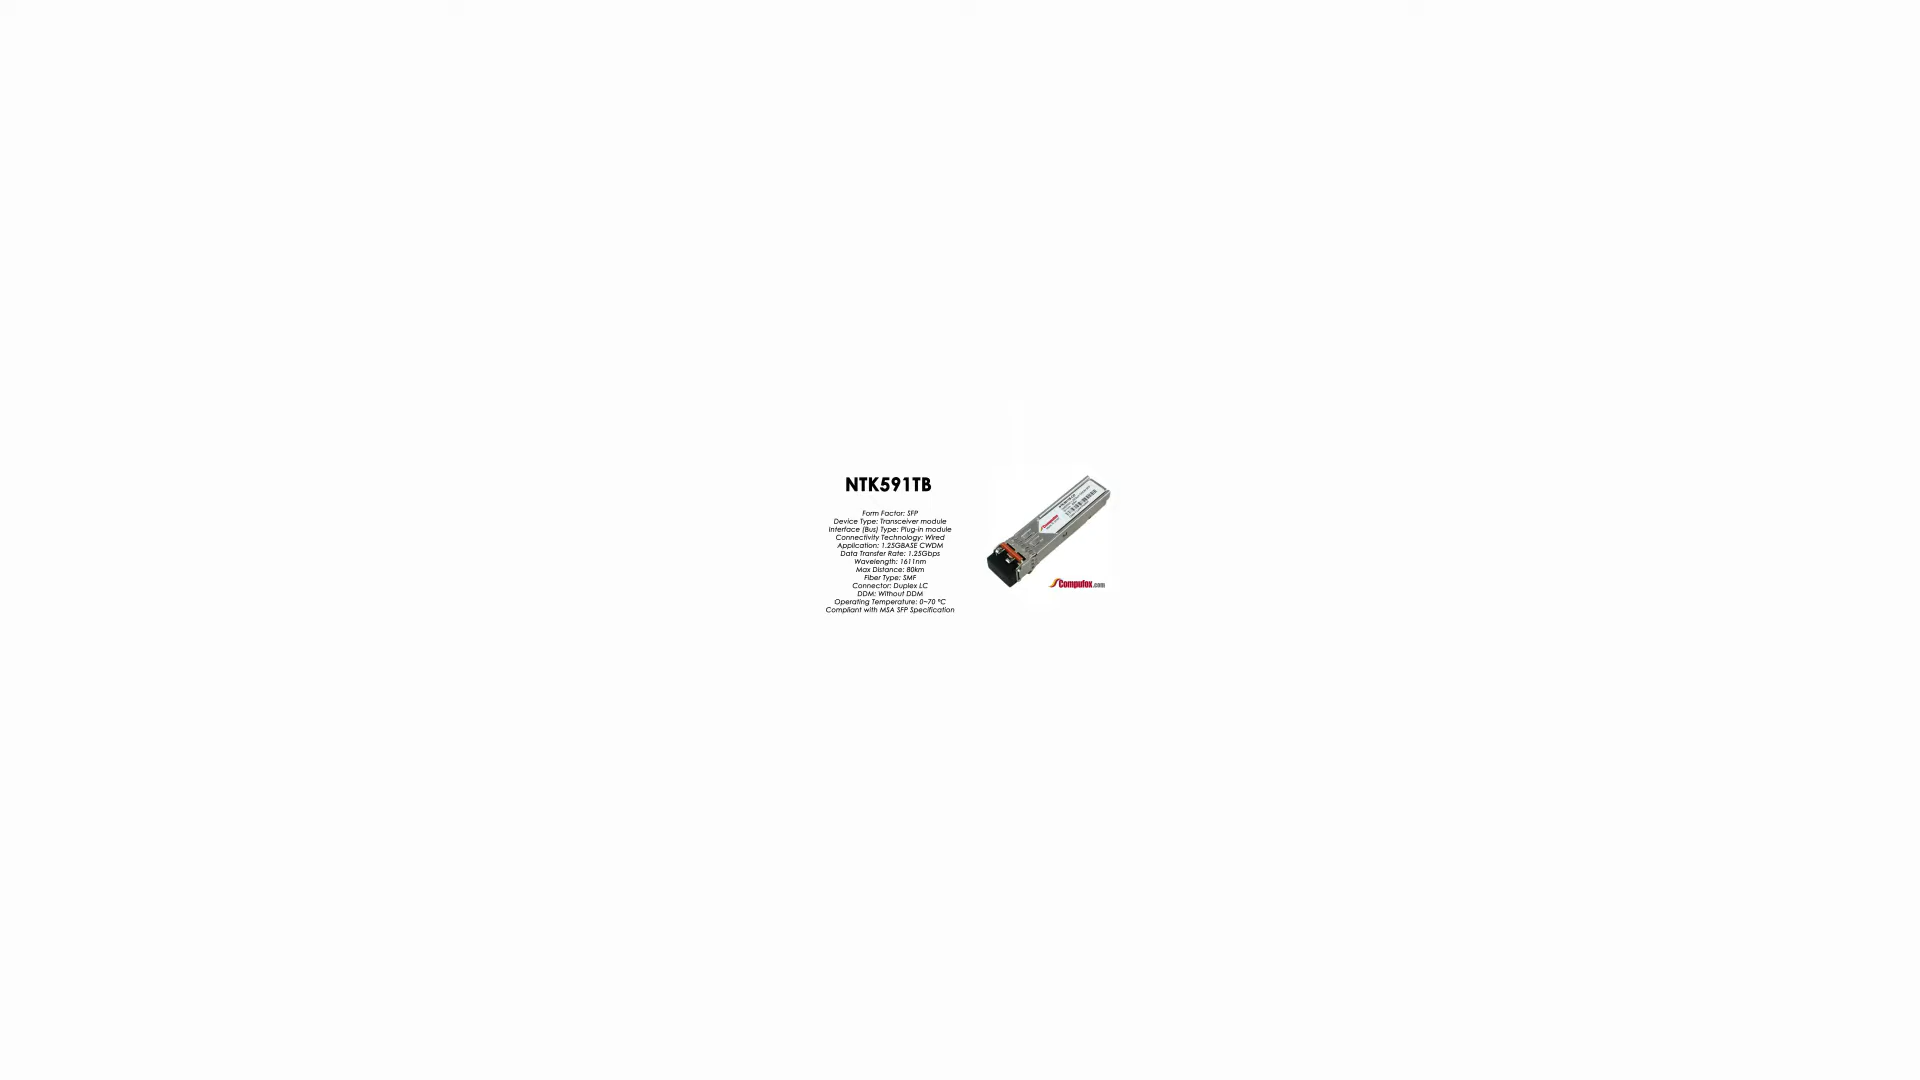 NTK591TB
Form Factor: SFP
Device Type: Transceiver module
Interface (Bus) Type: Plug-in module
Connectivity Technology: Wired
Application: 1.25GBASE CWDM
Data Transfer Rate: 1.25Gbps
Wavelength: 1611nm
Max Distance: 80km
Fiber Type: SMF
Connector: Duplex LC
DDM: Without DDM
Operating Temperature: 0~70 °C
Compliant with MSA SFP Specification
Compufox
Compufox.com